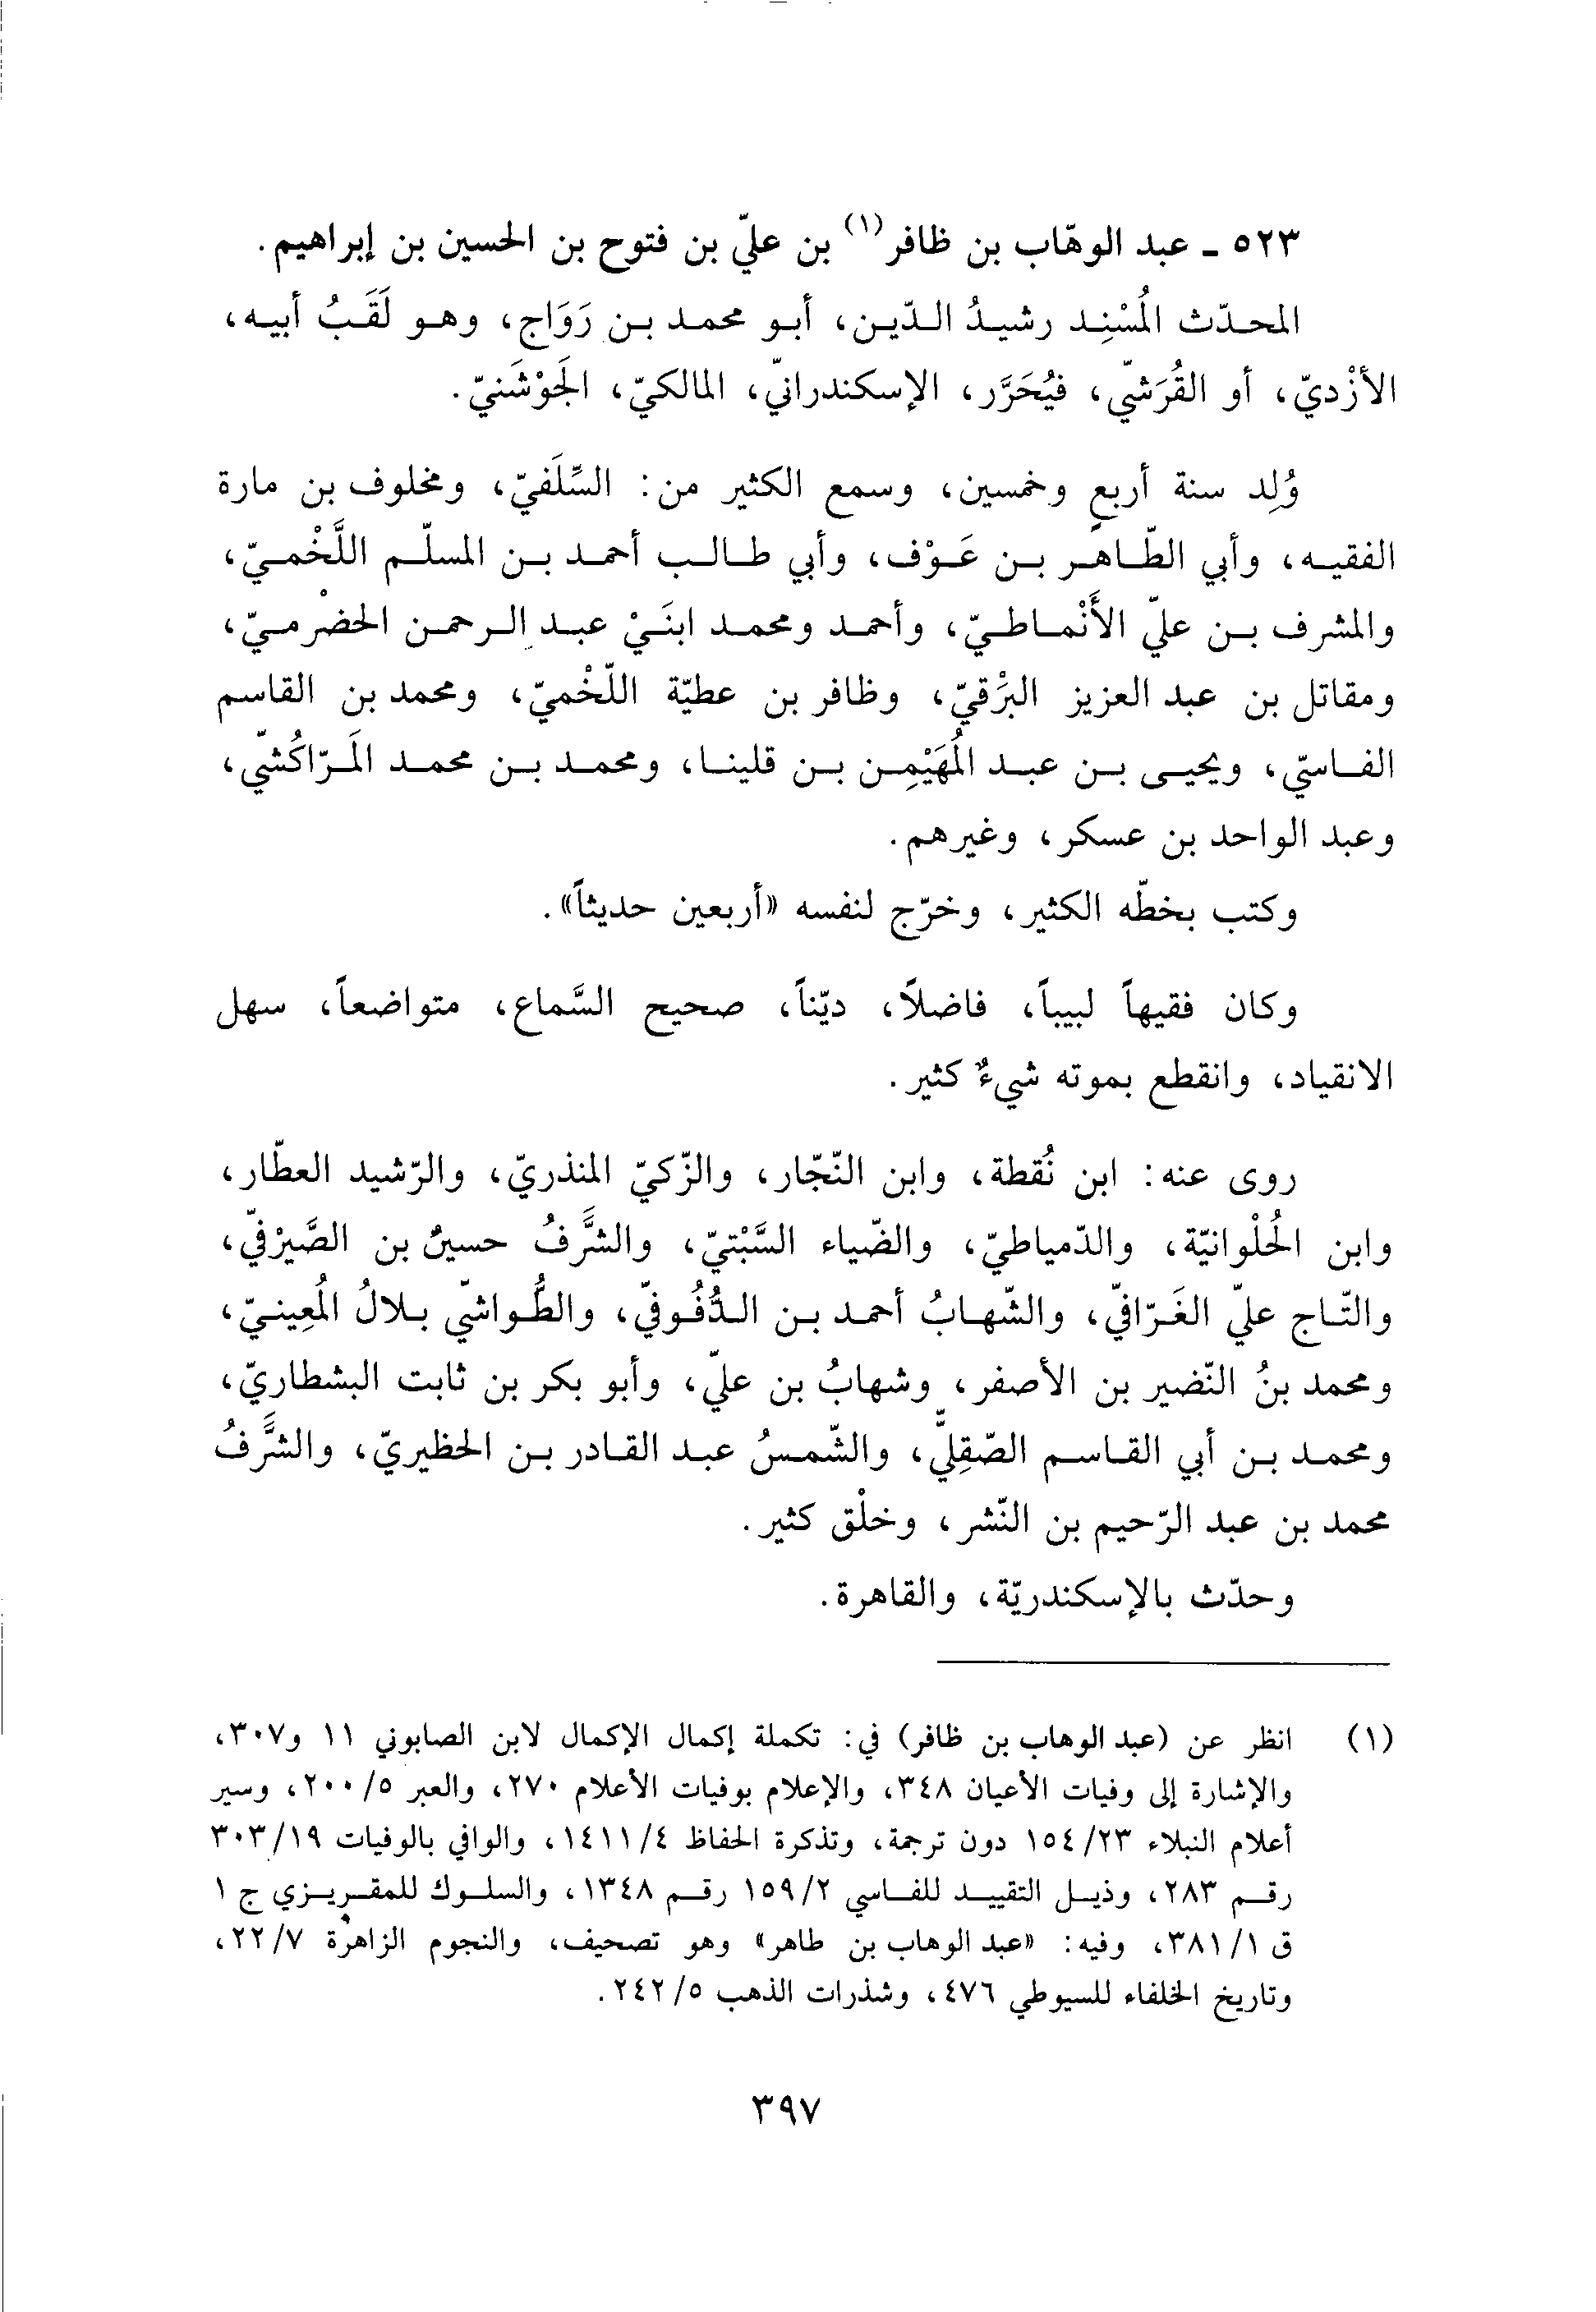 ٥٢٣ ـ عبد الوهّاب بن ظافر(١) بن عليّ بن فتوح بن الحسين بن إبراهيم.
المحدّث المُسْنِد رشيدُ الدّين، أبو محمد بن رَوَاج، وهو لَقَبُ أبيه،
الأزْديّ، أو القُرَشيّ، فيُحَرَّر، الإسكندرانيّ، المالكيّ، الجَوْشَنيّ.
وُلِد سنة أربعٍ وخمسين، وسمع الكثير من: السِّلَفيّ، ومخلوف بن مارة
الفقيه، وأبي الطّاهر بن عَوْف، وأبي طالب أحمد بن المسلّم اللَّخْميّ،
والمشرف بن عليّ الأَنْماطيّ، وأحمد ومحمد ابنَيْ عبد الرحمن الحضْرميّ،
ومقاتل بن عبد العزيز البَرْقيّ، وظافر بن عطيّة اللّخْميّ، ومحمد بن القاسم
الفاسيّ، ويحيى بن عبد المُهَيْمِن بن قلينا، ومحمد بن محمد المَرّاكُشيّ،
وعبد الواحد بن عسكر، وغيرهم.
وكتب بخطّه الكثير، وخرّج لنفسه «أربعين حديثاً».
وكان فقيهاً لبيباً، فاضلاً، ديّناً، صحيح السَّماع، متواضعاً، سهل
الانقياد، وانقطع بموته شيءٌ كثير.
روى عنه: ابن نُقطة، وابن النّجّار، والزّكيّ المنذريّ، والرّشيد العطّار،
وابن الحُلْوانيّة، والدّمياطيّ، والضّياء السَّبْتيّ، والشَّرَفُ حسينُ بن الصَّيْرفيّ،
والتّاج عليّ الغَرّافيّ، والشّهابُ أحمد بن الدُّفُوفيّ، والطُّواشيّ بلالُ المُعِينيّ،
ومحمد بنُ النّضير بن الأصفر، وشهابُ بن عليّ، وأبو بكر بن ثابت البشطاريّ،
ومحمد بن أبي القاسم الصّقِلِّيّ، والشّمسُ عبد القادر بن الحظيريّ، والشَّرَفُ
محمد بن عبد الرّحيم بن النّشر، وخلْق كثير.
وحدّث بالإسكندريّة، والقاهرة.
(١) انظر عن (عبد الوهاب بن ظافر) في: تكملة إكمال الإكمال لابن الصابوني ١١ و٣٠٧،
والإشارة إلى وفيات الأعيان ٣٤٨، والإعلام بوفيات الأعلام ٢٧٠، والعبر ٥/٢٠٠، وسير
أعلام النبلاء ٢٣/١٥٤ دون ترجمة، وتذكرة الحفاظ ٤/١٤١١، والوافي بالوفيات ١٩/٣٠٣
رقم ٢٨٣، وذيل التقييد للفاسي ٢/١٥٩ رقم ١٣٤٨، والسلوك للمقريزي ج ١
ق ١/٣٨١، وفيه: «عبد الوهاب بن طاهر» وهو تصحيف، والنجوم الزاهرة ٧/٢٢،
وتاريخ الخلفاء للسيوطي ٤٧٦، وشذرات الذهب ٥/٢٤٢.
٣٩٧